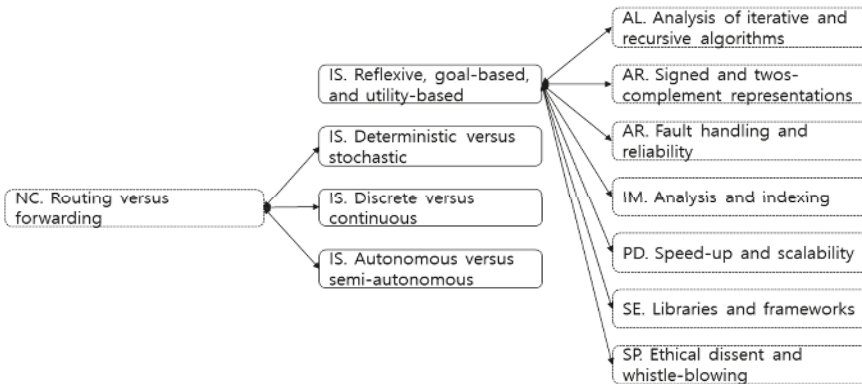 NC. Routing versus
forwarding
IS. Reflexive, goal-based,
and utility-based
IS. Deterministic versus
stochastic
IS. Discrete versus
continuous
IS. Autonomous versus
semi-autonomous
AL. Analysis of iterative and
recursive algorithms
AR. Signed and twos-
complement representations
AR. Fault handling and
reliability
IM. Analysis and indexing
PD. Speed-up and scalability
SE. Libraries and frameworks
SP. Ethical dissent and
whistle-blowing